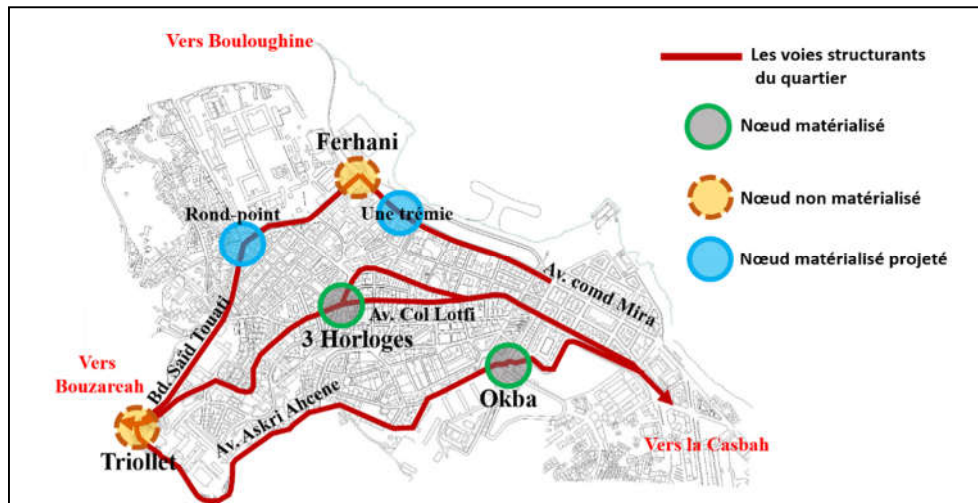 Vers Bouloughine
Les voies structurants
du quartier
Nœud matérialisé
Ferhani
Nœud non matérialisé
Rond-point
Une trémie
Nœud matérialisé projeté
Av. comd Mira
Av. Col Lotfi
3 Horloges
Bd. Saîd Touati
Vers
Bouzareah
Okba
Av. Askri Ahcene
Vers la Casbah
Triollet